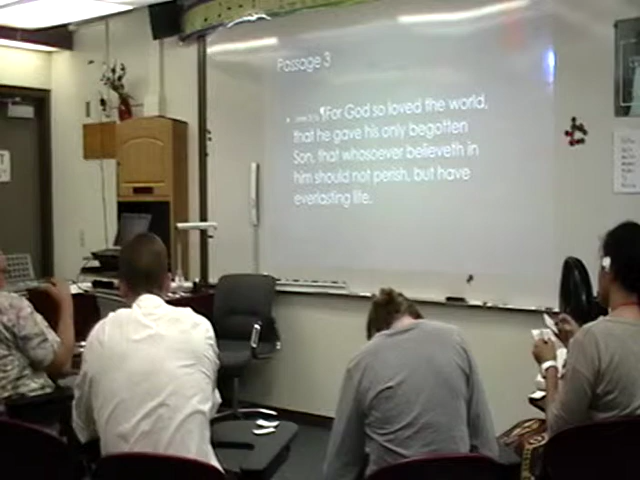 Passage 3
¶For God so loved the world,
that he gave his only begotten
Son, that whosoever believeth in
him should not perish, but have
everlasting life.